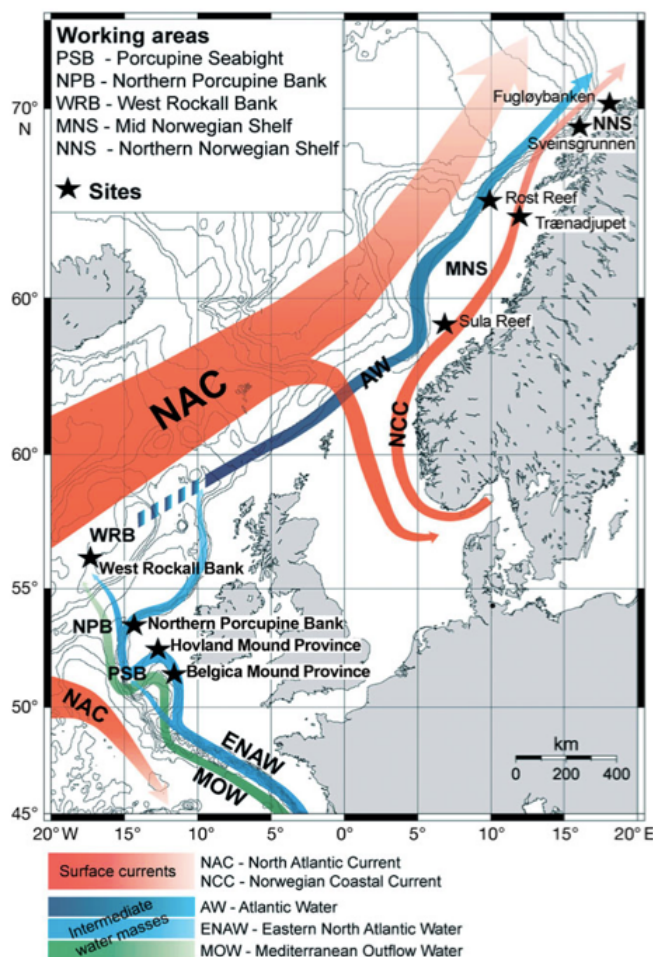 Working areas
PSB - Porcupine Seabight
NPB - Northern Porcupine Bank
WRB - West Rockall Bank
MNS - Mid Norwegian Shelf
NNS - Northern Norwegian Shelf
★ Sites
70°
N
Fugløybanken
NNS
Sveinsgrunnen
Rost Reef
Trænadjupet
MNS
60°
Sula Reef
NAC
AW
NCC
60°
WRB
West Rockall Bank
55°
NPB
Northern Porcupine Bank
Hovland Mound Province
PSB
Belgica Mound Province
50°
NAC
ENAW
MOW
km
0 200 400
45°
20°W 15° 10° 5° 0° 5° 10° 15° 20°E
Surface currents
NAC - North Atlantic Current
NCC - Norwegian Coastal Current
Intermediate
water masses
AW - Atlantic Water
ENAW - Eastern North Atlantic Water
MOW - Mediterranean Outflow Water